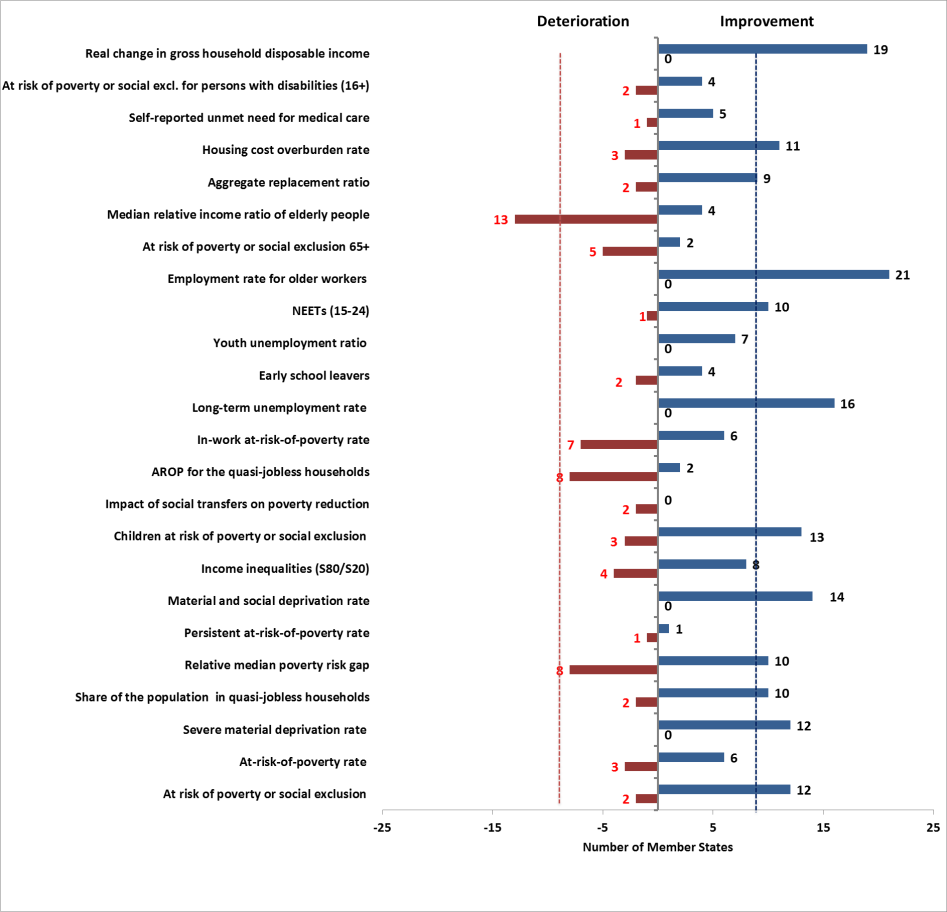 Deterioration Improvement
Real change in gross household disposable income 19
0
At risk of poverty or social excl. for persons with disabilities (16+) 2 4
Self-reported unmet need for medical care 1 5
Housing cost overburden rate 3 11
Aggregate replacement ratio 2 9
Median relative income ratio of elderly people 13 4
At risk of poverty or social exclusion 65+ 5 2
Employment rate for older workers 21
0
NEETs (15-24) 1 10
Youth unemployment ratio 7
0
Early school leavers 2 4
Long-term unemployment rate 16
0
In-work at-risk-of-poverty rate 7 6
AROP for the quasi-jobless households 8 2
Impact of social transfers on poverty reduction 2 0
Children at risk of poverty or social exclusion 3 13
Income inequalities (S80/S20) 4 8
Material and social deprivation rate 14
0
Persistent at-risk-of-poverty rate 1 1
Relative median poverty risk gap 8 10
Share of the population in quasi-jobless households 2 10
Severe material deprivation rate 12
0
At-risk-of-poverty rate 3 6
At risk of poverty or social exclusion 2 12
-25 -15 -5 5 15 25
Number of Member States